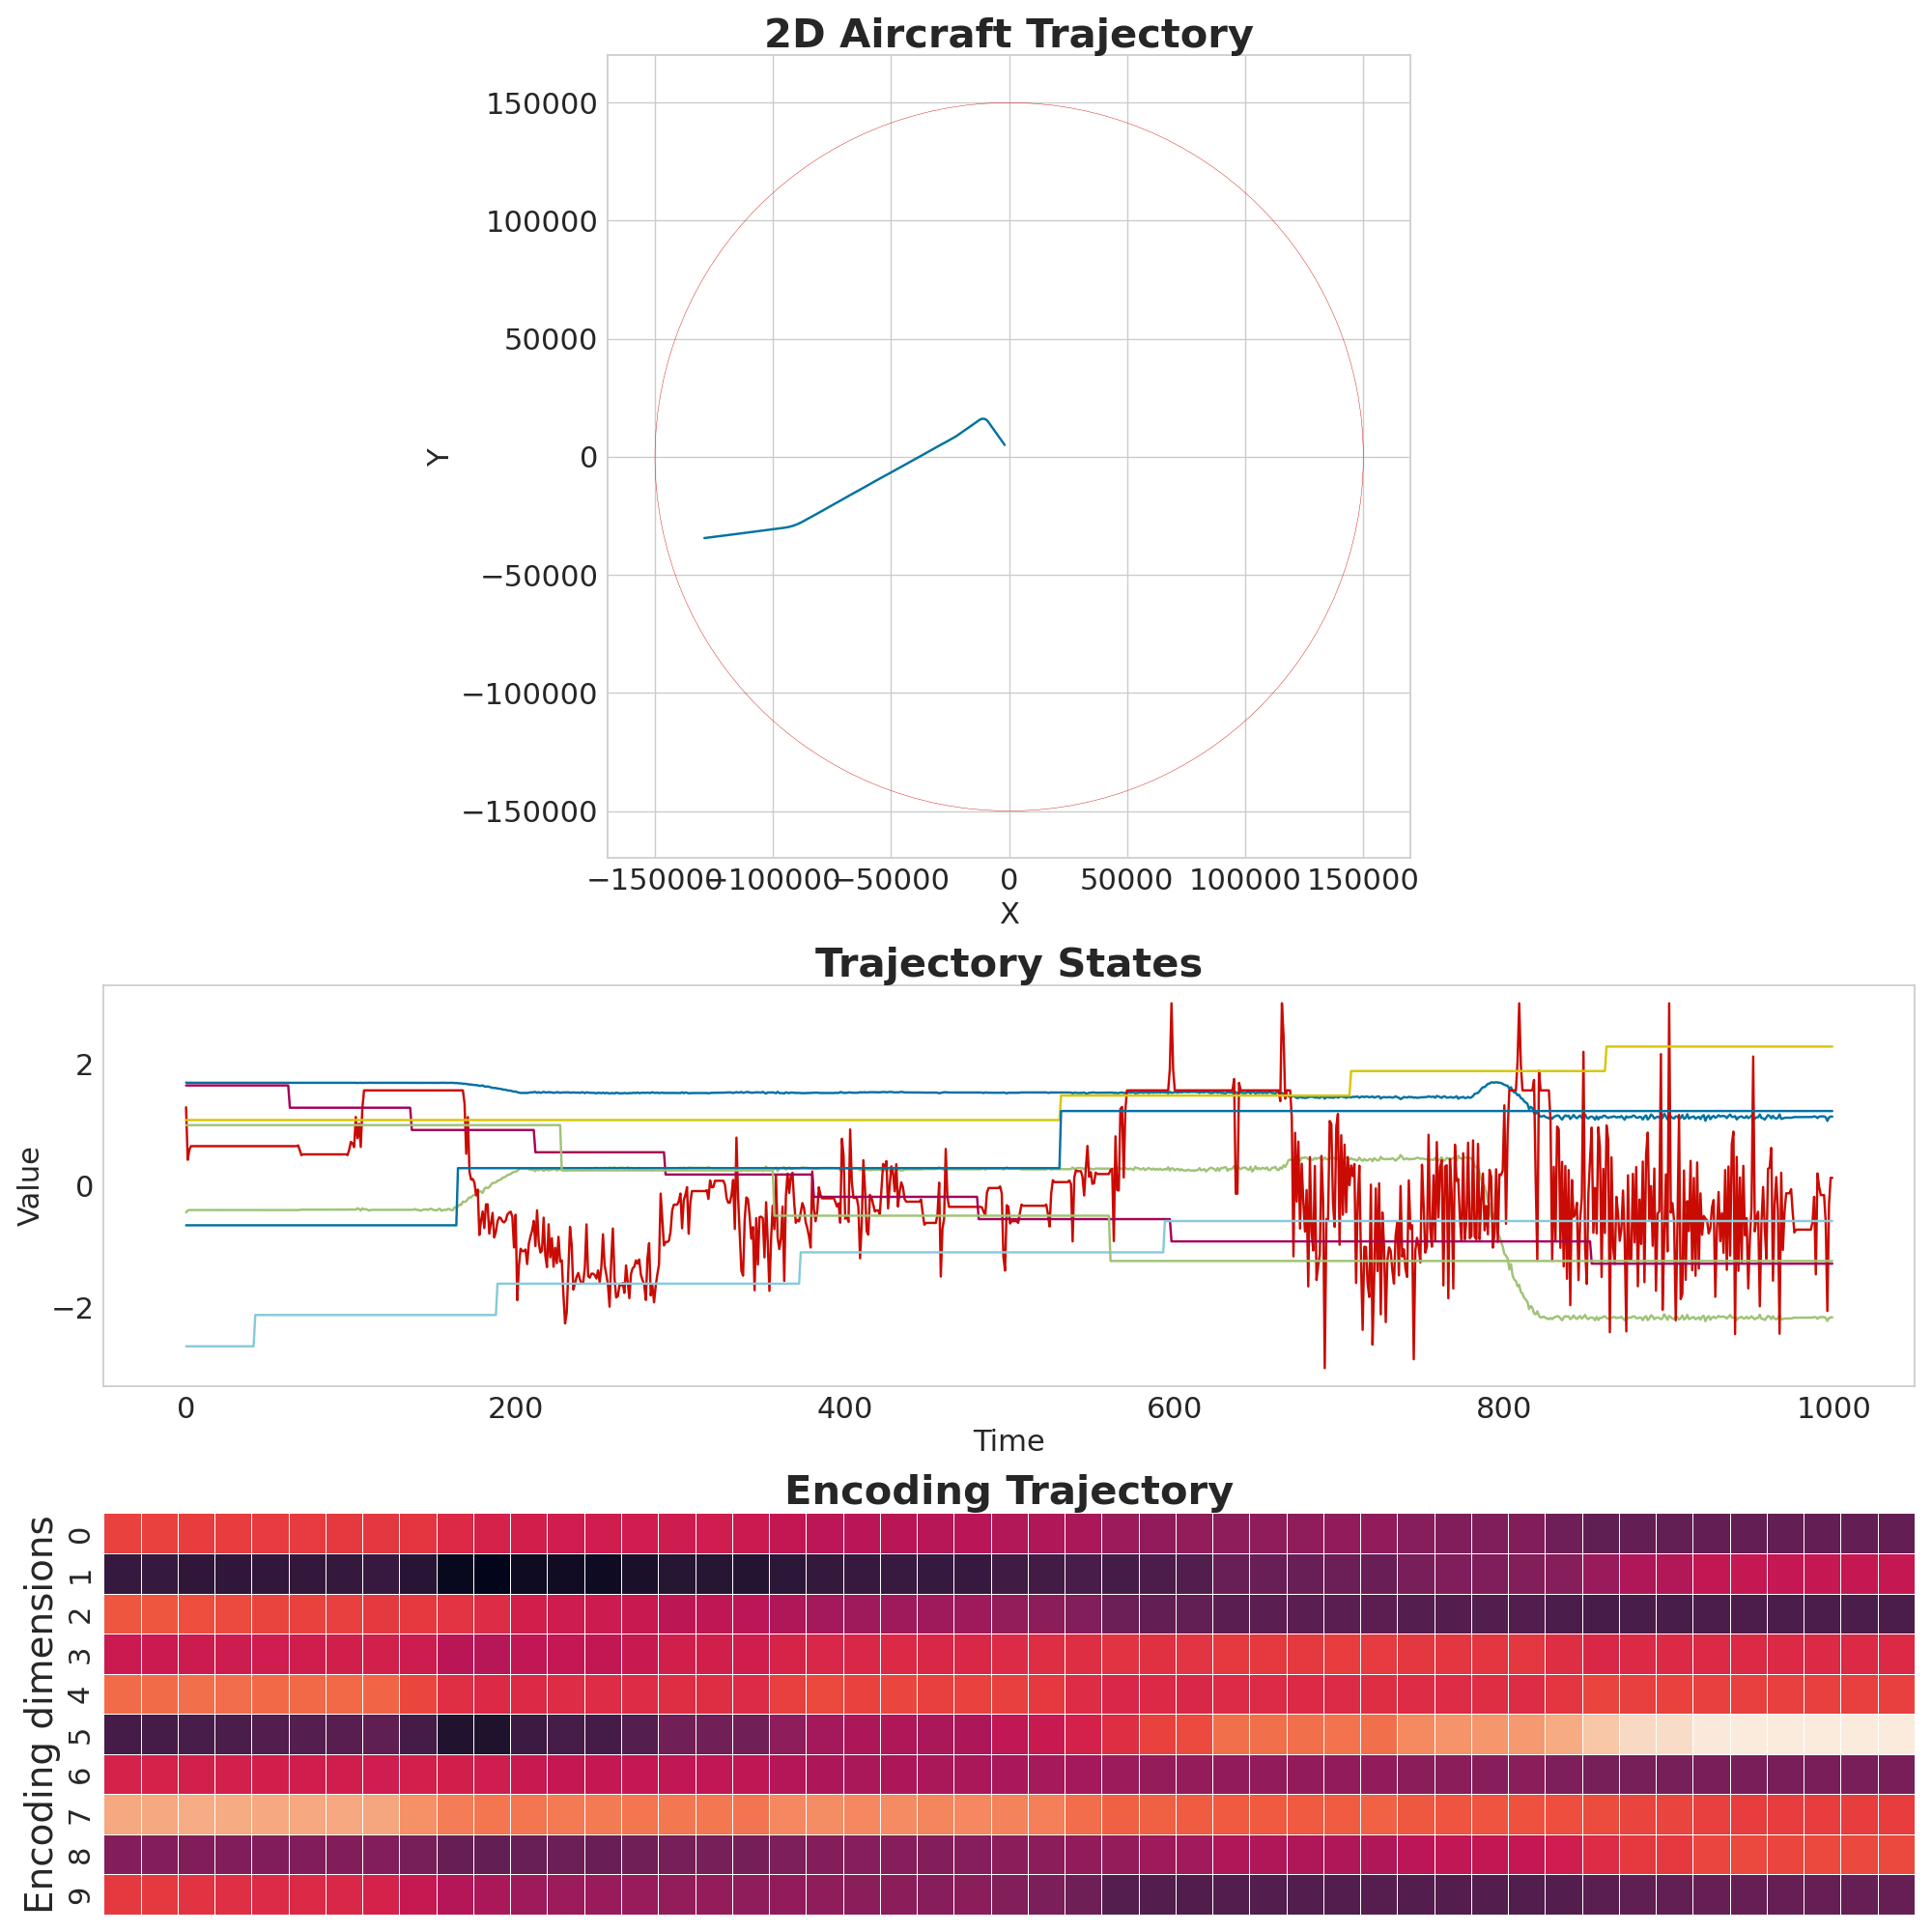 2D Aircraft Trajectory
150000
100000
50000
0
−50000
−100000
−150000
Y
−150000 −100000 −50000 0 50000 100000 150000
X
Trajectory States
2
0
−2
Value
0 200 400 600 800 1000
Time
Encoding Trajectory
Encoding dimensions
0
1
2
3
4
5
6
7
8
9